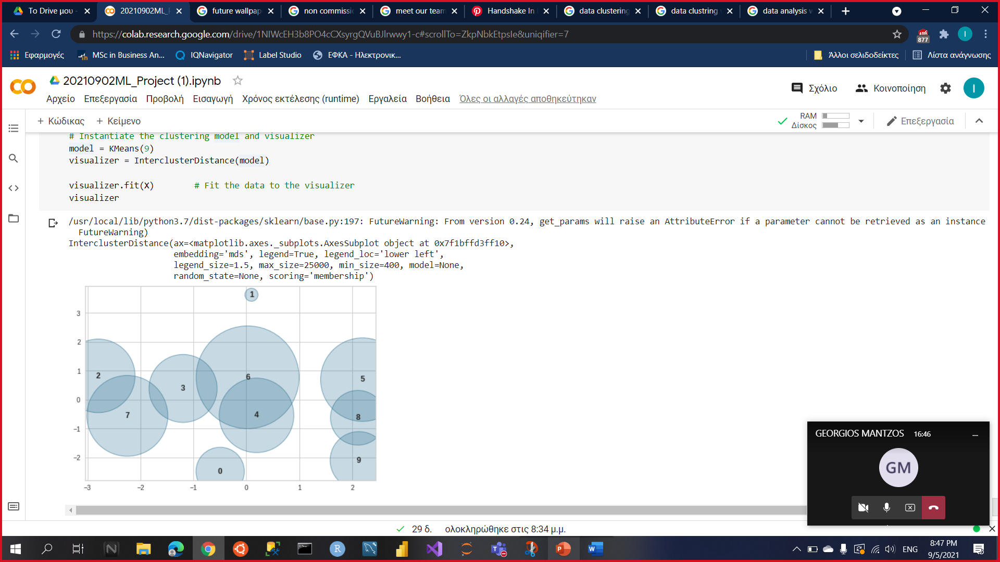 To Drive μου -
20210902ML_F
future wallpap
non commissio
meet our team
Handshake In
data clustering
data clustring
data analysis w
https://colab.research.google.com/drive/1NIWcEH3b8PO4cCXsyrgQVuBJlrwwy1-c#scrollTo=ZkpNbkEtpsIe&uniqifier=7
877
I
Εφαρμογές
MSc in Business An...
IQNavigator
Label Studio
ΕΦΚΑ - Ηλεκτρονικ...
Άλλοι σελιδοδείκτες
Λίστα ανάγνωσης
20210902ML_Project (1).ipynb
Σχόλιο
Κοινοποίηση
I
Αρχείο Επεξεργασία Προβολή Εισαγωγή Χρόνος εκτέλεσης (runtime) Εργαλεία Βοήθεια Όλες οι αλλαγές αποθηκεύτηκαν
+ Κώδικας + Κείμενο
RAM
Δίσκος
Επεξεργασία
# Instantiate the clustering model and visualizer
model = KMeans(9)
visualizer = InterclusterDistance(model)
visualizer.fit(X) # Fit the data to the visualizer
visualizer
/usr/local/lib/python3.7/dist-packages/sklearn/base.py:197: FutureWarning: From version 0.24, get_params will raise an AttributeError if a parameter cannot be retrieved as an instance
FutureWarning)
InterclusterDistance(ax=<matplotlib.axes._subplots.AxesSubplot object at 0x7f1bffd3ff10>,
embedding='mds', legend=True, legend_loc='lower left',
legend_size=1.5, max_size=25000, min_size=400, model=None,
random_state=None, scoring='membership')
1
3
2
1
0
−1
−2
2
6
5
3
7
4
8
9
0
−3 −2 −1 0 1 2
GEORGIOS MANTZOS 16:46
GM
29 δ. ολοκληρώθηκε στις 8:34 μ.μ.
ENG
8:47 PM
9/5/2021